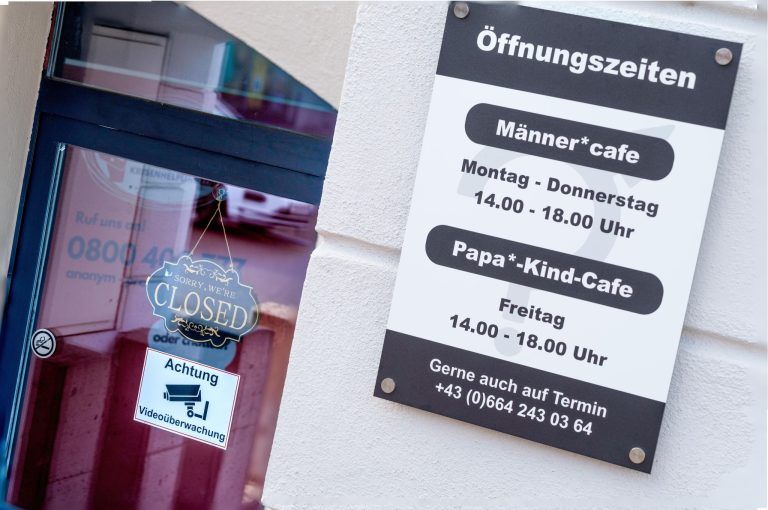 Öffnungszeiten
Männer*cafe
Montag - Donnerstag
14.00 - 18.00 Uhr
Papa*-Kind-Cafe
Freitag
14.00 - 18.00 Uhr
Gerne auch auf Termin
+43 (0)664 243 03 64
Ruf uns an!
0800
anonym
SORRY, WE'RE
CLOSED
oder
Achtung
Videoüberwachung